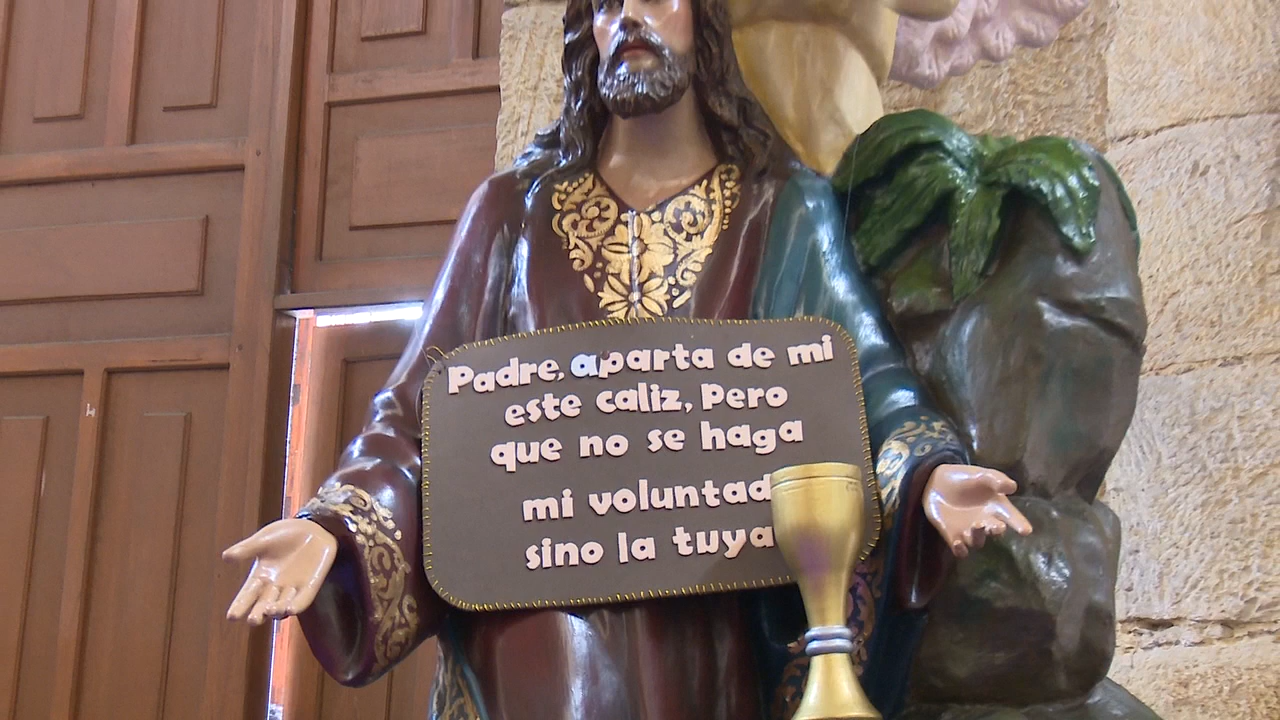 Padre, aparta de mi
este caliz, Pero
que no se haga
mi voluntad
sino la tuya